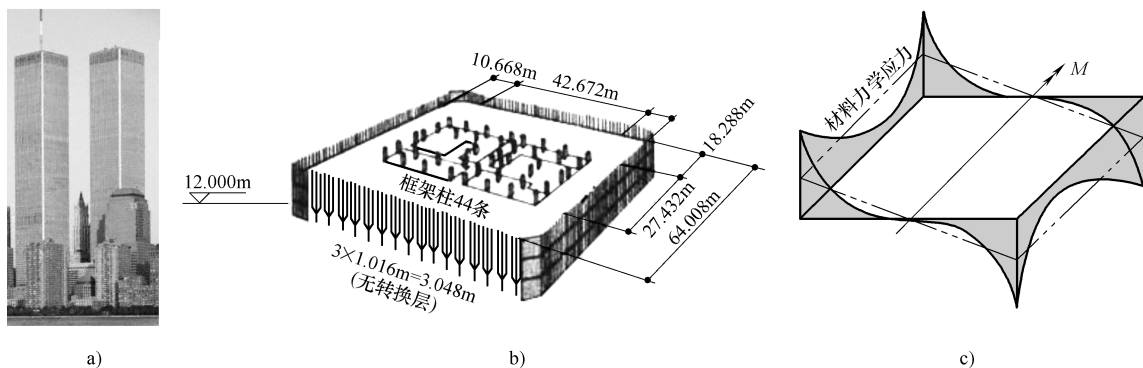 10.668m
42.672m
18.288m
27.432m
64.008m
12.000m
框架柱44条
3×1.016m=3.048m
(无转换层)
材料力学应力
M
a)
b)
c)